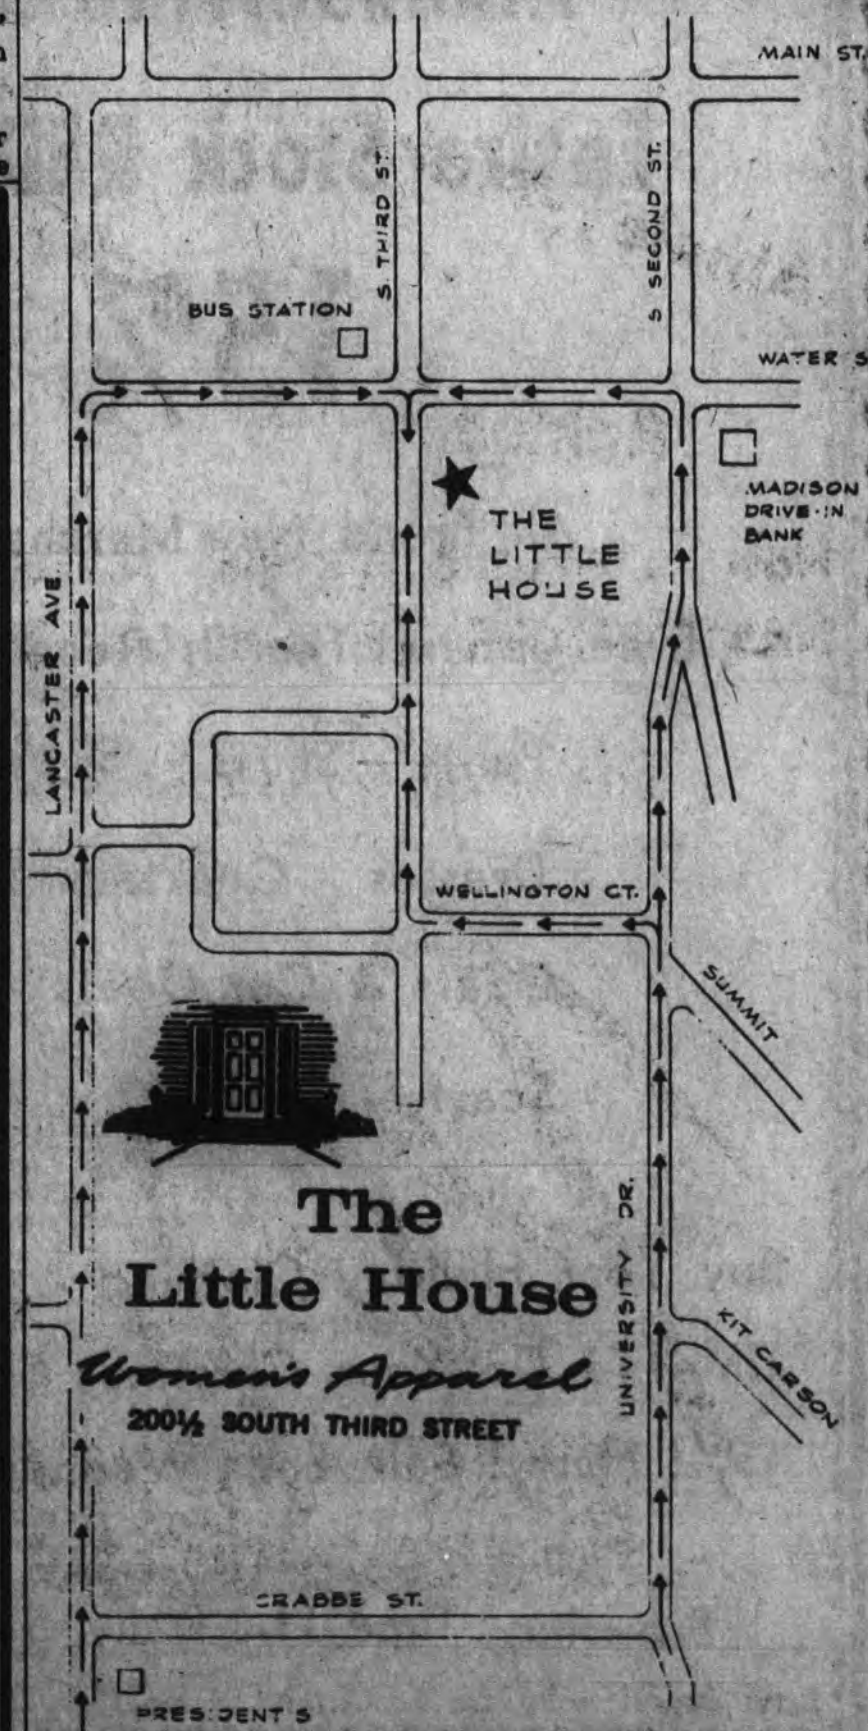 MAIN ST.
S. THIRD ST.
S SECOND ST.
BUS STATION
WATER S
MADISON
DRIVE-IN
BANK
THE
LITTLE
HOUSE
LANCASTER AVE.
WELLINGTON CT.
SUMMIT
The
Little House
Women's Apparel
200½ SOUTH THIRD STREET
UNIVERSITY DR.
KIT CARSON
CRABBE ST.
PRESIDENT S